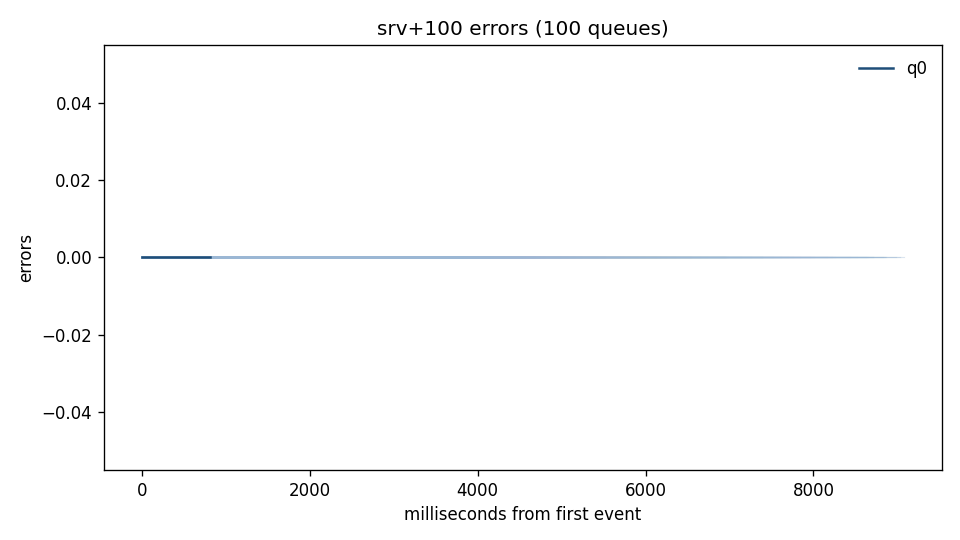 srv+100 errors (100 queues)
q0
0.04
0.02
0.00
−0.02
−0.04
errors
0 2000 4000 6000 8000
milliseconds from first event